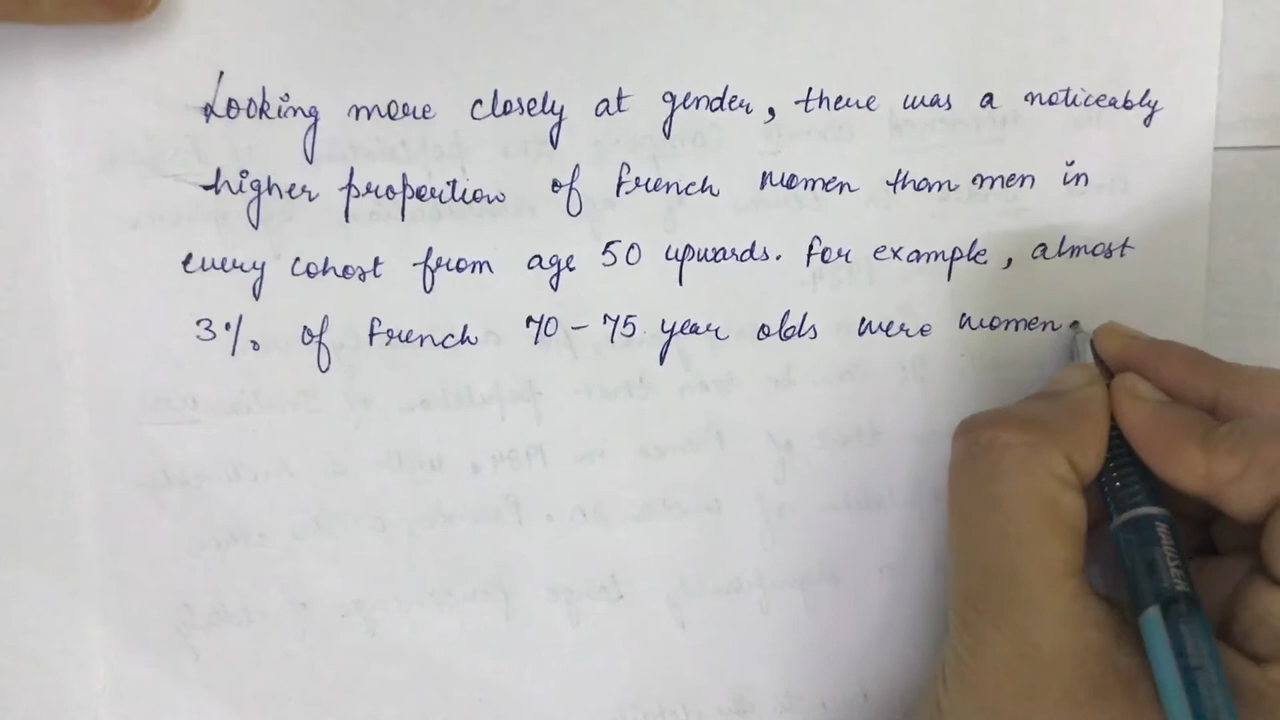 Looking more closely at gender, there was a noticeably
higher proportion of French women than men in
every cohort from age 50 upwards. For example, almost
3% of French 70-75 year olds were women.
HAUSER